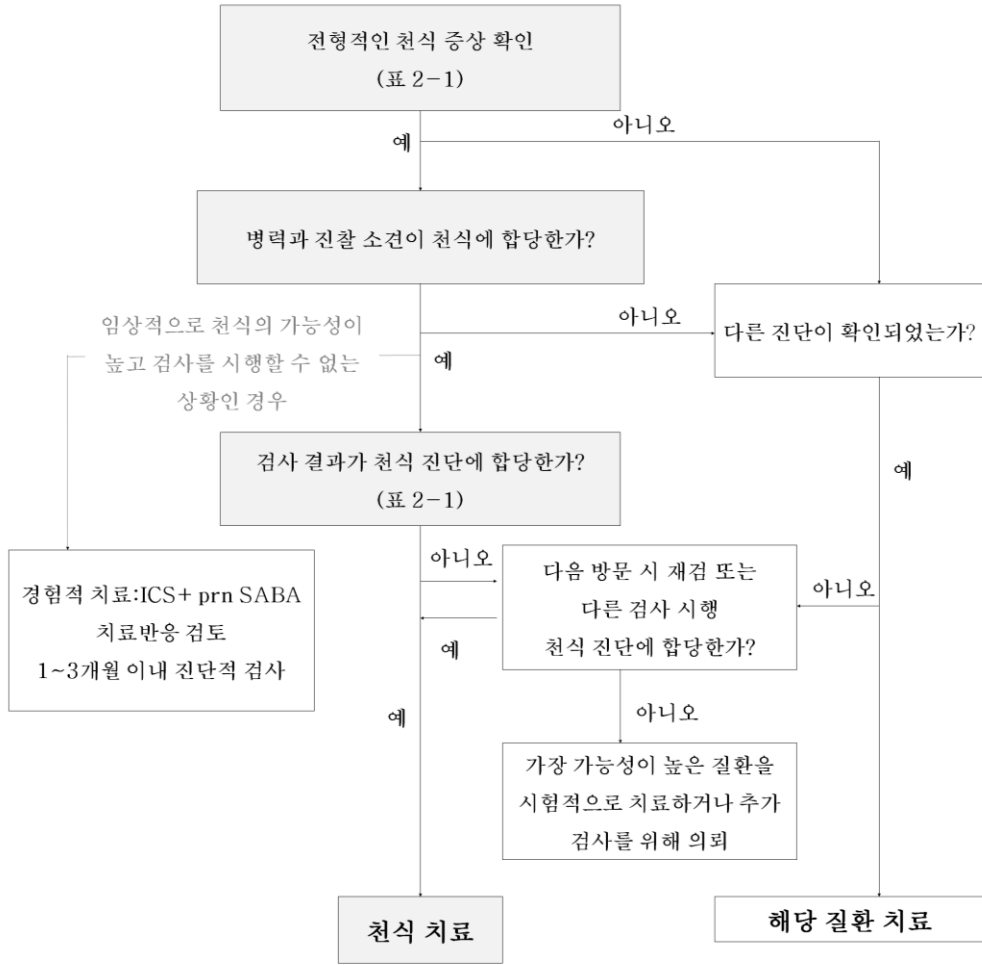 전형적인 천식 증상 확인
(표 2-1)
아니오
예
병력과 진찰 소견이 천식에 합당한가?
임상적으로 천식의 가능성이
높고 검사를 시행할 수 없는
상황인 경우
아니오
예
다른 진단이 확인되었는가?
검사 결과가 천식 진단에 합당한가?
(표 2-1)
예
경험적 치료:ICS+ prn SABA
치료반응 검토
1~3개월 이내 진단적 검사
아니오
예
다음 방문 시 재검 또는
다른 검사 시행
천식 진단에 합당한가?
아니오
예
아니오
가장 가능성이 높은 질환을
시험적으로 치료하거나 추가
검사를 위해 의뢰
천식 치료
해당 질환 치료